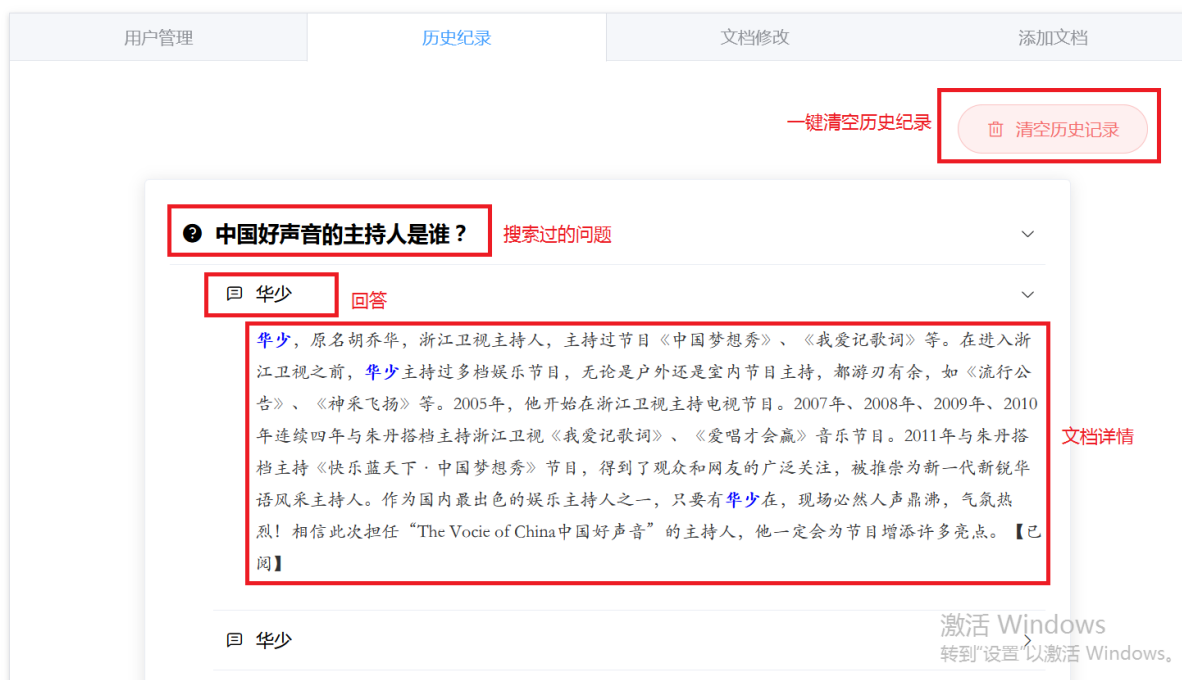 用户管理 历史纪录 文档修改 添加文档
一键清空历史纪录 清空历史记录
中国好声音的主持人是谁？ 搜索过的问题
华少 回答
华少，原名胡乔华，浙江卫视主持人，主持过节目《中国梦想秀》、《我爱记歌词》等。在进入浙
江卫视之前，华少主持过多档娱乐节目，无论是户外还是室内节目主持，都游刃有余，如《流行公
告》、《神采飞扬》等。2005年，他开始在浙江卫视主持电视节目。2007年、2008年、2009年、2010
年连续四年与朱丹搭档主持浙江卫视《我爱记歌词》、《爱唱才会赢》音乐节目。2011年与朱丹搭
文档详情
档主持《快乐蓝天下·中国梦想秀》节目，得到了观众和网友的广泛关注，被推崇为新一代新锐华
语风采主持人。作为国内最出色的娱乐主持人之一，只要有华少在，现场必然人声鼎沸，气氛热
烈！相信此次担任“The Vocie of China中国好声音”的主持人，他一定会为节目增添许多亮点。【已
阅】
华少
激活 Windows
转到“设置”以激活 Windows。